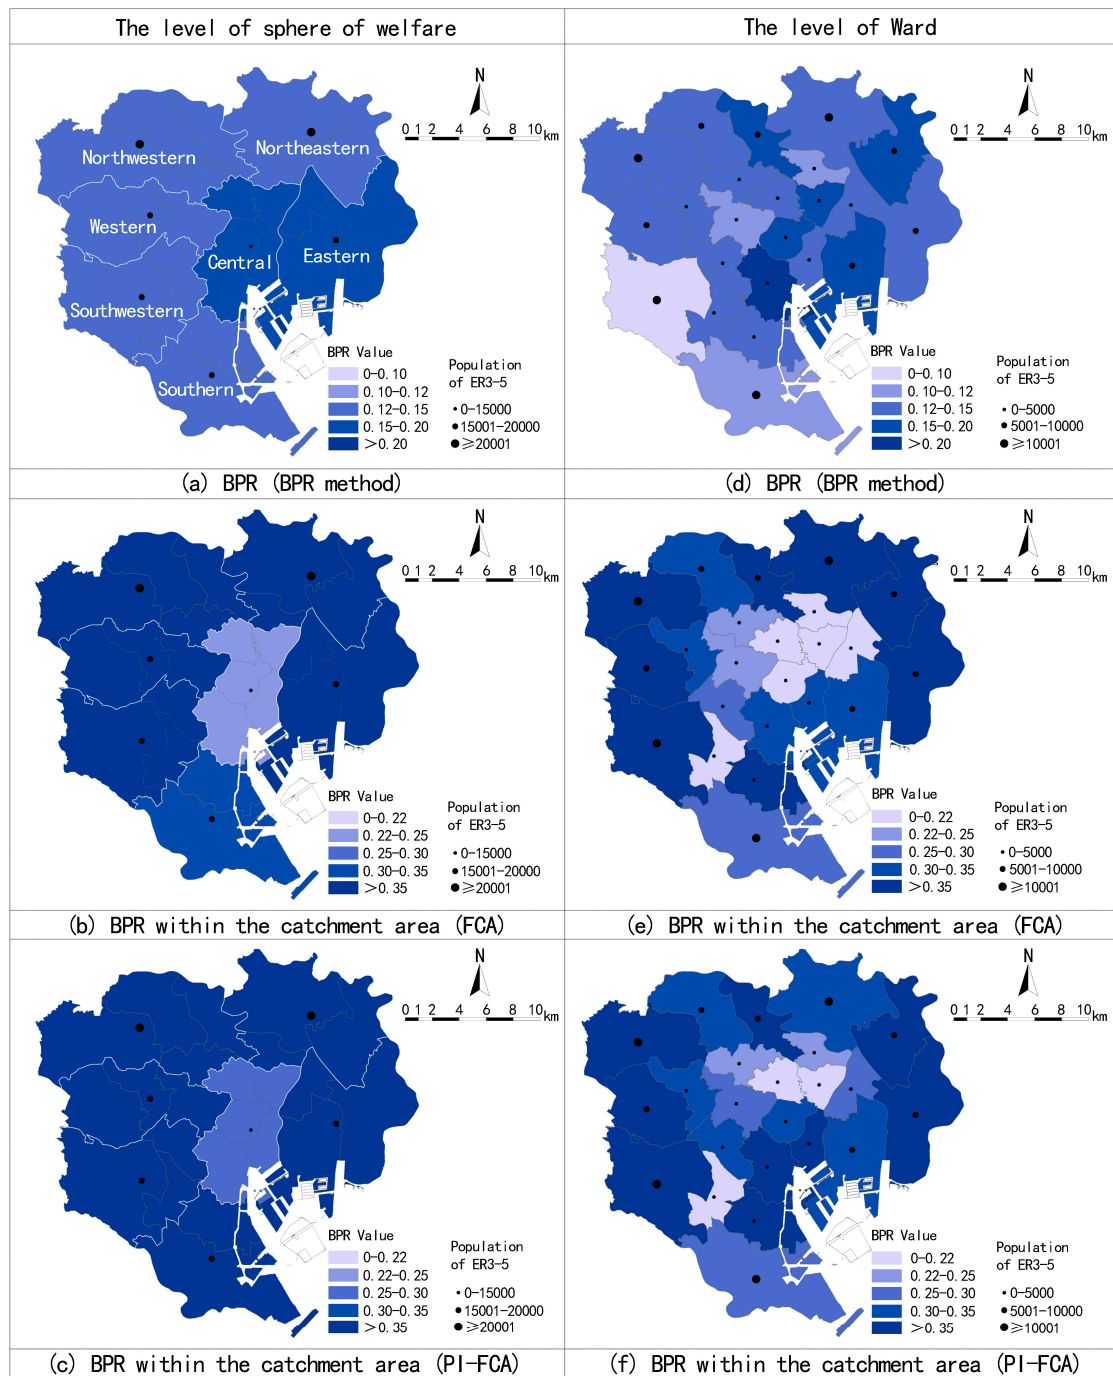 The level of sphere of welfare
The level of Ward
N
0 1 2 4 6 8 10 km
Northwestern
Northeastern
Western
Central
Eastern
Southwestern
Southern
BPR Value
0-0.10
0.10-0.12
0.12-0.15
0.15-0.20
>0.20
Population
of ER3-5
0-15000
15001-20000
≥20001
(a) BPR (BPR method)
N
0 1 2 4 6 8 10 km
BPR Value
0-0.10
0.10-0.12
0.12-0.15
0.15-0.20
>0.20
Population
of ER3-5
0-5000
5001-10000
≥10001
(d) BPR (BPR method)
N
0 1 2 4 6 8 10 km
BPR Value
0-0.22
0.22-0.25
0.25-0.30
0.30-0.35
>0.35
Population
of ER3-5
0-15000
15001-20000
≥20001
(b) BPR within the catchment area (FCA)
N
0 1 2 4 6 8 10 km
BPR Value
0-0.22
0.22-0.25
0.25-0.30
0.30-0.35
>0.35
Population
of ER3-5
0-5000
5001-10000
≥10001
(e) BPR within the catchment area (FCA)
N
0 1 2 4 6 8 10 km
BPR Value
0-0.22
0.22-0.25
0.25-0.30
0.30-0.35
>0.35
Population
of ER3-5
0-15000
15001-20000
≥20001
(c) BPR within the catchment area (PI-FCA)
N
0 1 2 4 6 8 10 km
BPR Value
0-0.22
0.22-0.25
0.25-0.30
0.30-0.35
>0.35
Population
of ER3-5
0-5000
5001-10000
≥10001
(f) BPR within the catchment area (PI-FCA)